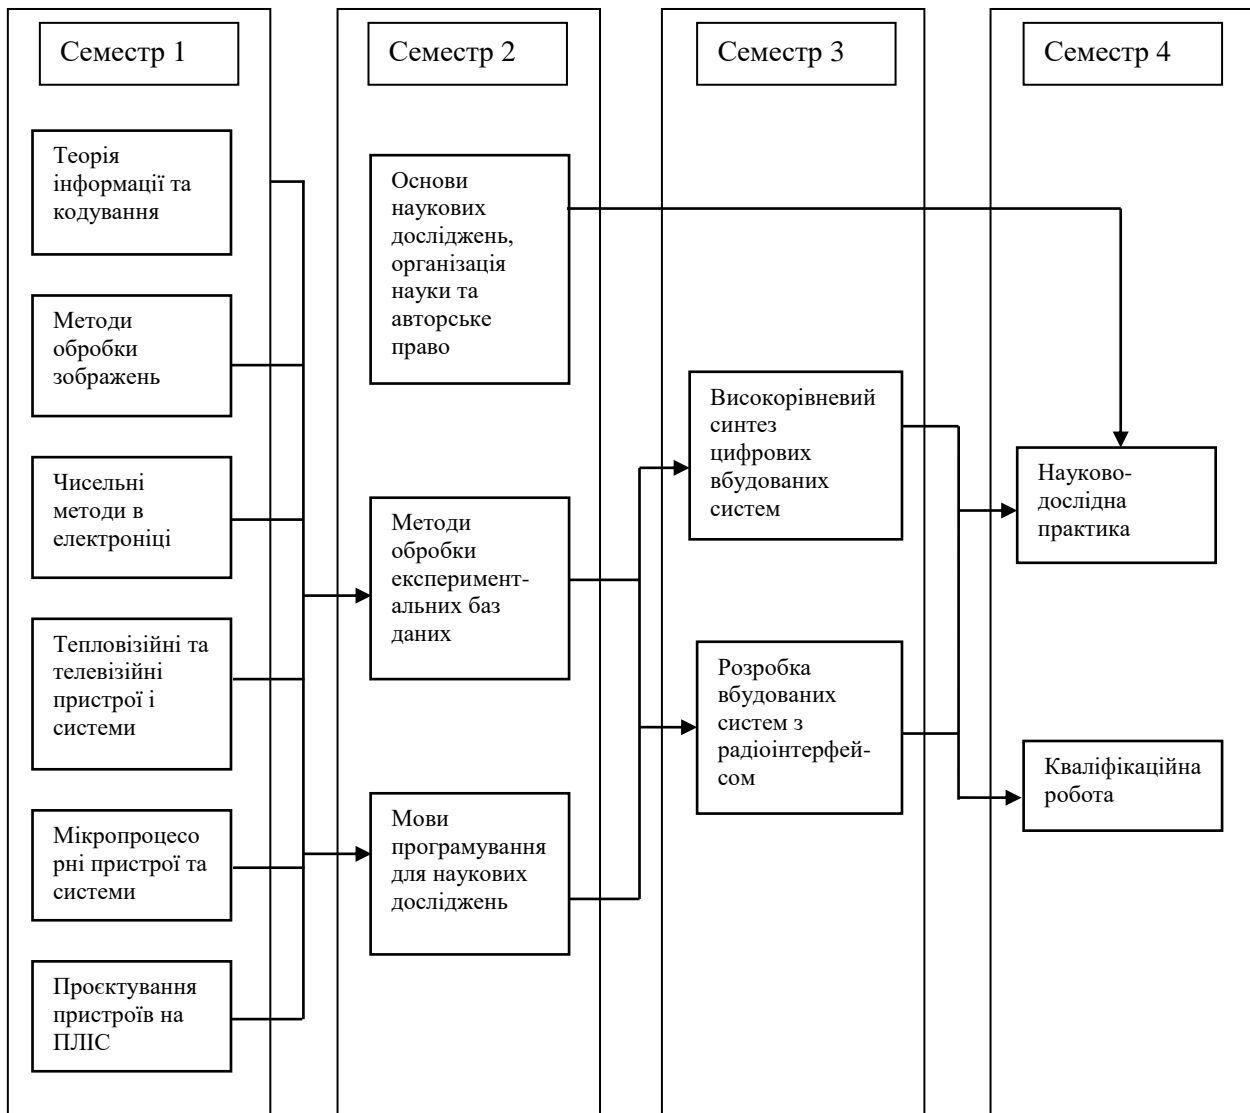 Семестр 1
Теорія
інформації та
кодування
Методи
обробки
зображень
Чисельні
методи в
електроніці
Тепловізійні та
телевізійні
пристрої і
системи
Мікропроцесо
рні пристрої та
системи
Проєктування
пристроїв на
ПЛІС
Семестр 2
Основи
наукових
досліджень,
організація
науки та
авторське
право
Методи
обробки
експеримент-
альних баз
даних
Мови
програмування
для наукових
досліджень
Семестр 3
Високорівневий
синтез
цифрових
вбудованих
систем
Розробка
вбудованих
систем з
радіоінтерфей-
сом
Семестр 4
Науково-
дослідна
практика
Кваліфікаційна
робота